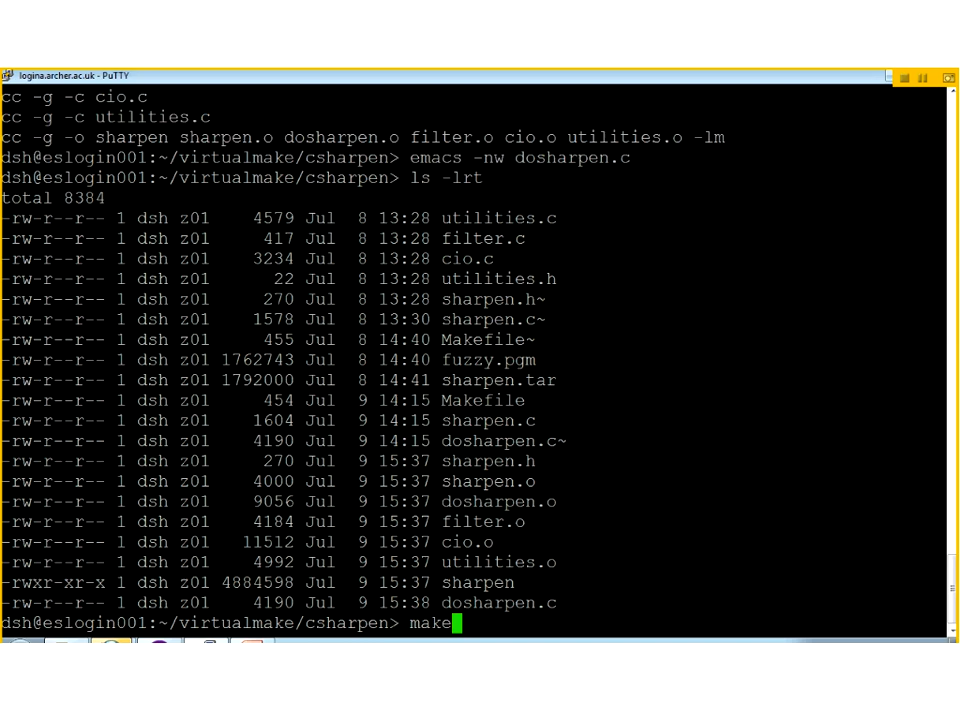 logina.archer.ac.uk - PuTTY
cc -g -c cio.c
cc -g -c utilities.c
cc -g -o sharpen sharpen.o dosharpen.o filter.o cio.o utilities.o -lm
dsh@eslogin001:~/virtualmake/csharpen> emacs -nw dosharpen.c
dsh@eslogin001:~/virtualmake/csharpen> ls -lrt
total 8384
-rw-r--r-- 1 dsh z01 4579 Jul 8 13:28 utilities.c
-rw-r--r-- 1 dsh z01 417 Jul 8 13:28 filter.c
-rw-r--r-- 1 dsh z01 3234 Jul 8 13:28 cio.c
-rw-r--r-- 1 dsh z01 22 Jul 8 13:28 utilities.h
-rw-r--r-- 1 dsh z01 270 Jul 8 13:28 sharpen.h~
-rw-r--r-- 1 dsh z01 1578 Jul 8 13:30 sharpen.c~
-rw-r--r-- 1 dsh z01 455 Jul 8 14:40 Makefile~
-rw-r--r-- 1 dsh z01 1762743 Jul 8 14:40 fuzzy.pgm
-rw-r--r-- 1 dsh z01 1792000 Jul 8 14:41 sharpen.tar
-rw-r--r-- 1 dsh z01 454 Jul 9 14:15 Makefile
-rw-r--r-- 1 dsh z01 1604 Jul 9 14:15 sharpen.c
-rw-r--r-- 1 dsh z01 4190 Jul 9 14:15 dosharpen.c~
-rw-r--r-- 1 dsh z01 270 Jul 9 15:37 sharpen.h
-rw-r--r-- 1 dsh z01 4000 Jul 9 15:37 sharpen.o
-rw-r--r-- 1 dsh z01 9056 Jul 9 15:37 dosharpen.o
-rw-r--r-- 1 dsh z01 4184 Jul 9 15:37 filter.o
-rw-r--r-- 1 dsh z01 11512 Jul 9 15:37 cio.o
-rw-r--r-- 1 dsh z01 4992 Jul 9 15:37 utilities.o
-rwxr-xr-x 1 dsh z01 4884598 Jul 9 15:37 sharpen
-rw-r--r-- 1 dsh z01 4190 Jul 9 15:38 dosharpen.c
dsh@eslogin001:~/virtualmake/csharpen> make